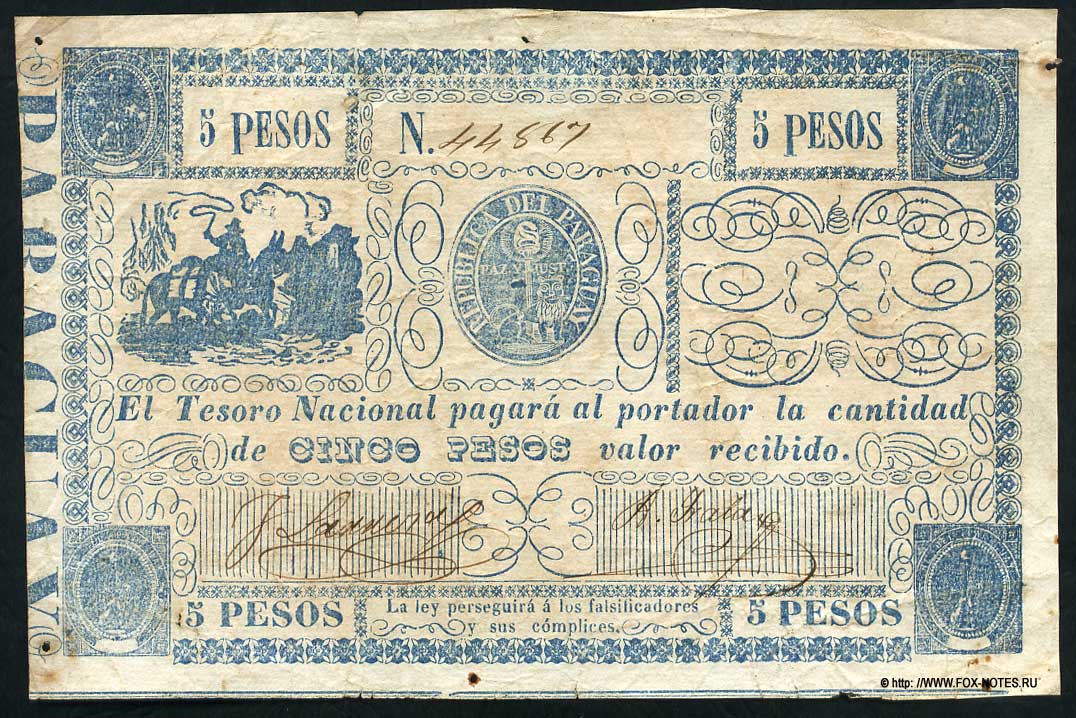 PARAGUAY
5 PESOS
N. 44867
5 PESOS
REPUBLICA DEL PARAGUAY
PAZ Y JUST
El Tesoro Nacional pagará al portador la cantidad
de CINCO PESOS valor recibido.
5 PESOS
La ley perseguirá á los falsificadores
y sus cómplices.
5 PESOS
© http://WWW.FOX-NOTES.RU